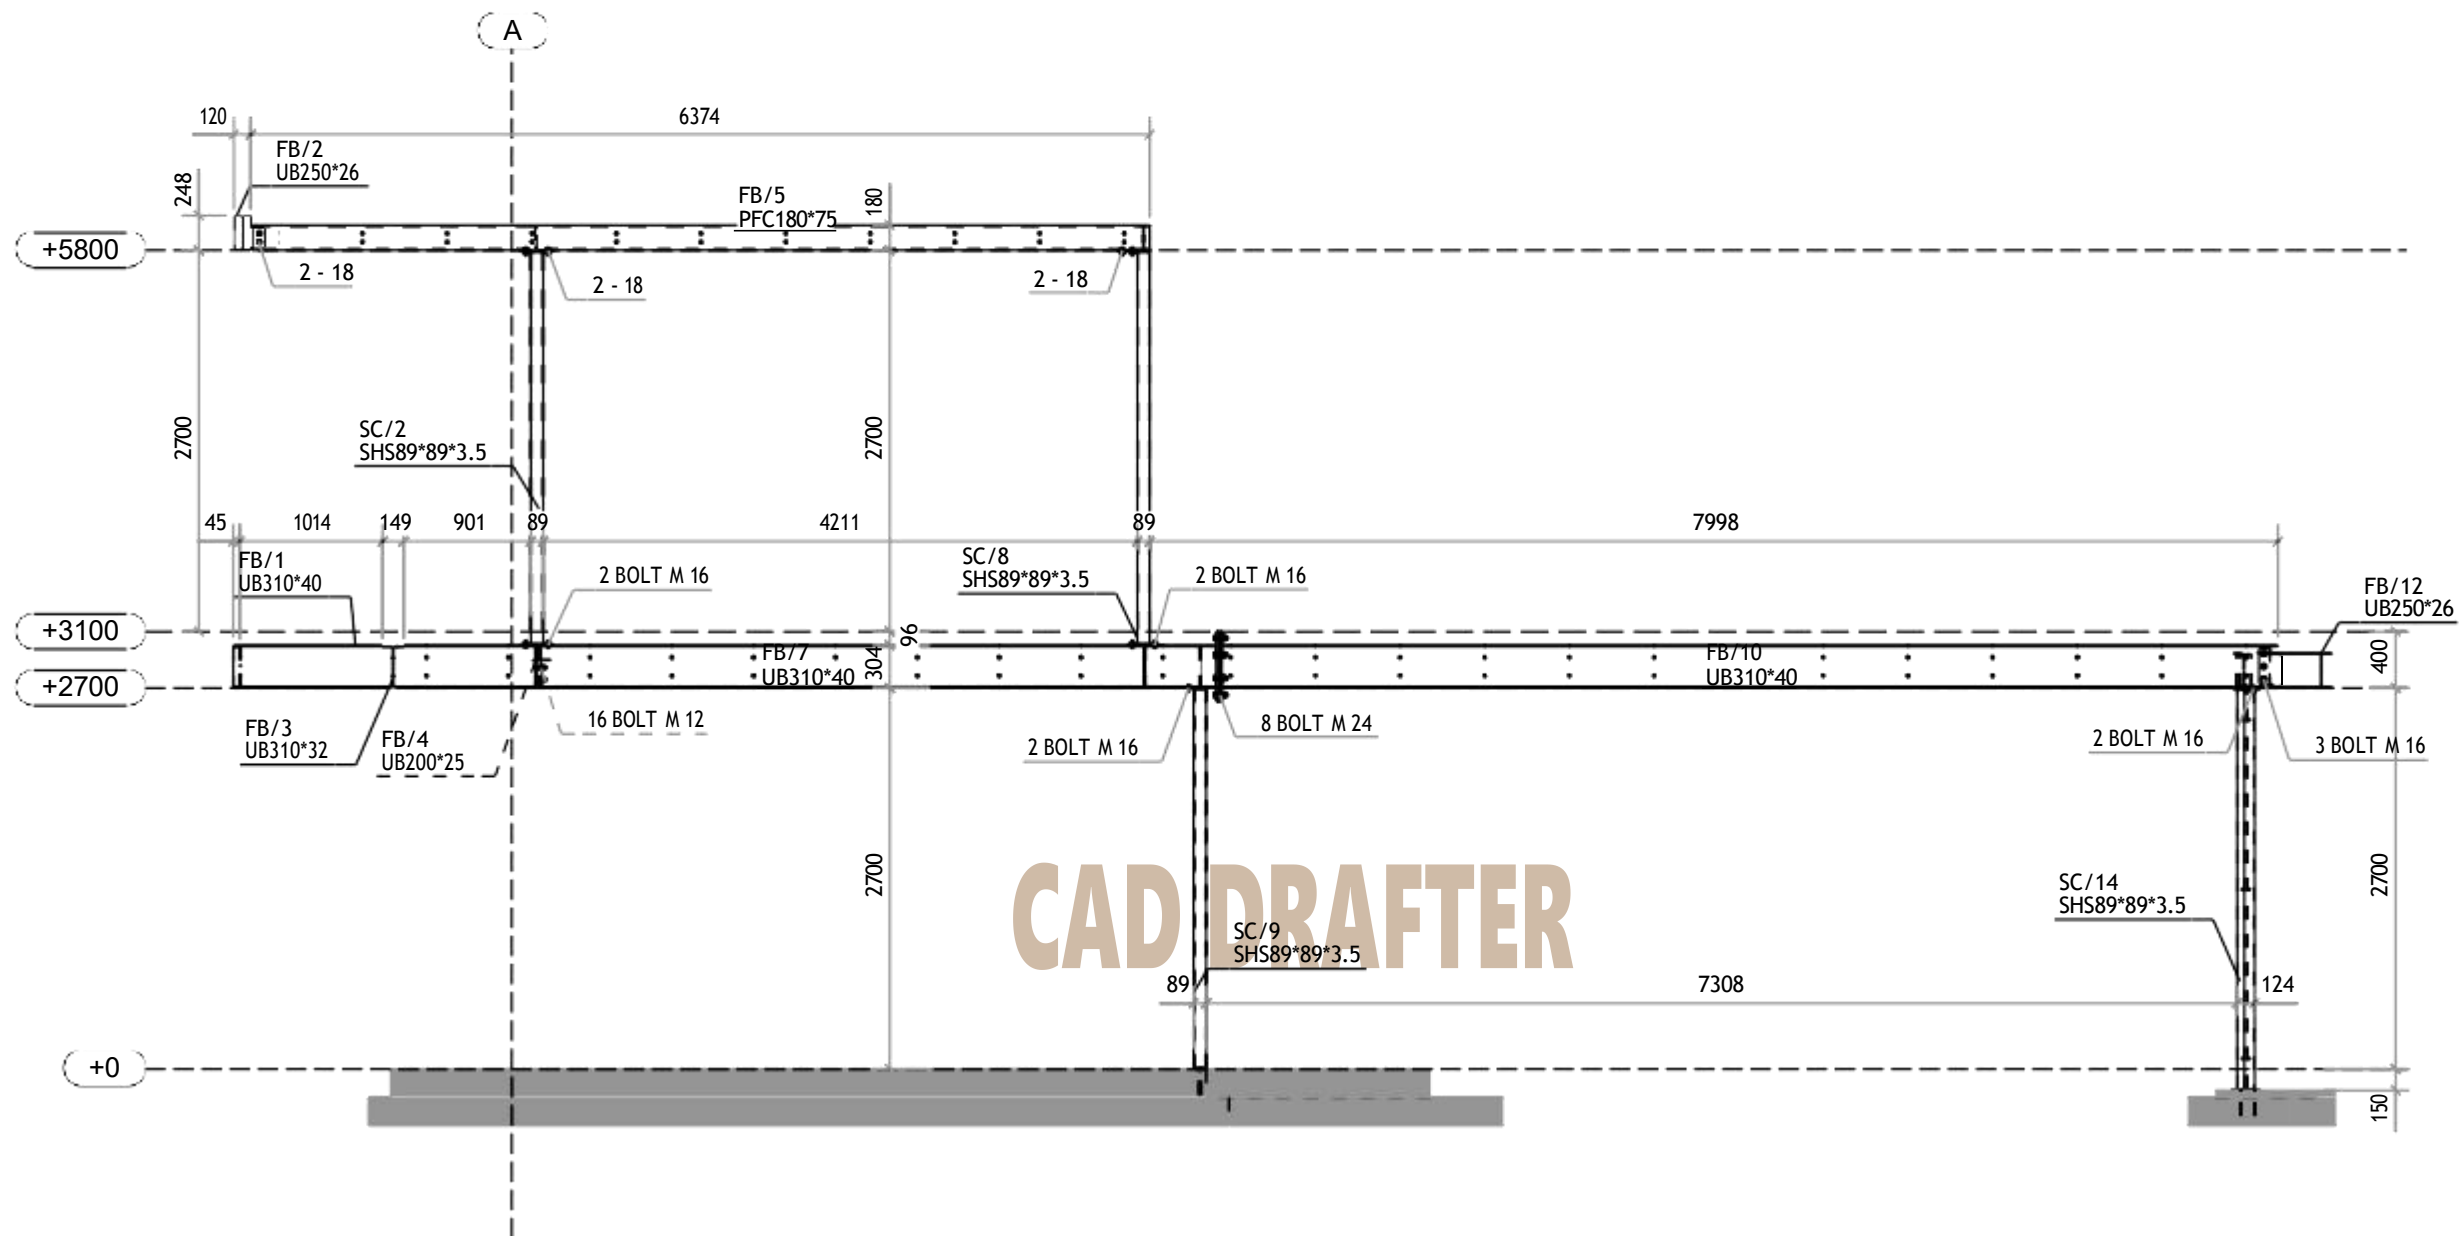 A
120
6374
FB/2
UB250*26
248
FB/5
PFC180*75
180
+5800
2 - 18
2 - 18
2 - 18
2700
SC/2
SHS89*89*3.5
2700
45
1014
149
901
89
4211
89
7998
FB/1
UB310*40
2 BOLT M 16
SC/8
SHS89*89*3.5
2 BOLT M 16
FB/12
UB250*26
+3100
96
FB/7
UB310*40
304
FB/10
UB310*40
400
+2700
FB/3
UB310*32
FB/4
UB200*25
16 BOLT M 12
2 BOLT M 16
8 BOLT M 24
2 BOLT M 16
3 BOLT M 16
2700
CAD DRAFTER
SC/9
SHS89*89*3.5
SC/14
SHS89*89*3.5
2700
89
7308
124
+0
150